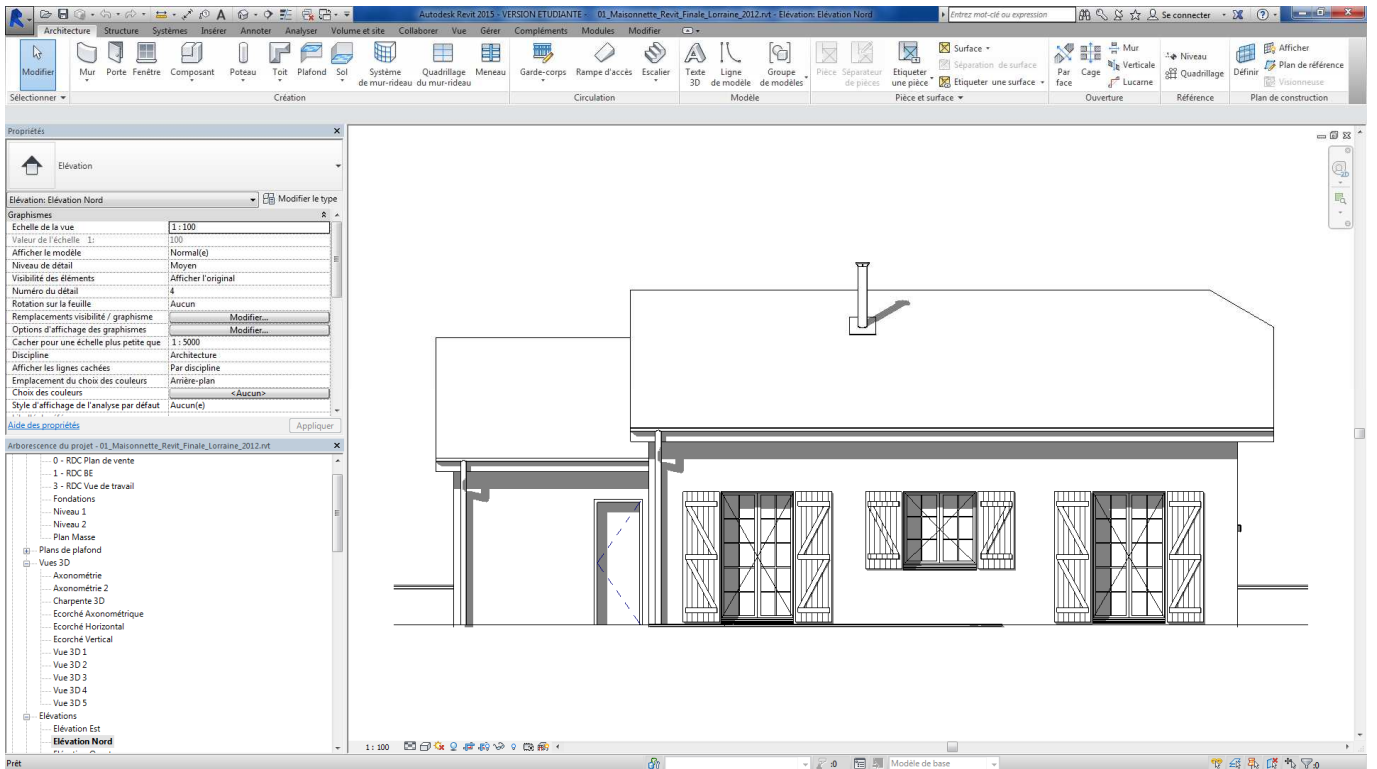 Autodesk Revit 2015 - VERSION ETUDIANTE - 01_Maisonnette_Revit_Finale_Lorraine_2012.rvt - Elévation: Elévation Nord
Entrez mot-clé ou expression
Se connecter
Architecture Structure Systèmes Insérer Annoter Analyser Volume et site Collaborer Vue Gérer Compléments Modules Modifier
Modifier Mur Porte Fenêtre Composant Poteau Toit Plafond Sol Système de mur-rideau Quadrillage du mur-rideau Meneau Garde-corps Rampe d'accès Escalier Texte 3D Ligne de modèle Groupe de modèles Pièce Séparateur de pièces Etiqueter une pièce
Surface
Séparation de surface
Etiqueter une surface
Par face Cage
Mur
Verticale
Lucarne
Niveau
Quadrillage
Définir
Afficher
Plan de référence
Visionneuse
Sélectionner Création Circulation Modèle Pièce et surface Ouverture Référence Plan de construction
Propriétés
Elévation
Elévation: Elévation Nord Modifier le type
Graphismes
Echelle de la vue 1 : 100
Valeur de l'échelle 1: 100
Afficher le modèle Normal(e)
Niveau de détail Moyen
Visibilité des éléments Afficher l'original
Numéro du détail 4
Rotation sur la feuille Aucun
Remplacements visibilité / graphisme Modifier...
Options d'affichage des graphismes Modifier...
Cacher pour une échelle plus petite que 1 : 5000
Discipline Architecture
Afficher les lignes cachées Par discipline
Emplacement du choix des couleurs Arrière-plan
Choix des couleurs <Aucun>
Style d'affichage de l'analyse par défaut Aucun(e)
Aide des propriétés Appliquer
Arborescence du projet - 01_Maisonnette_Revit_Finale_Lorraine_2012.rvt
0 - RDC Plan de vente
1 - RDC BE
3 - RDC Vue de travail
Fondations
Niveau 1
Niveau 2
Plan Masse
Plans de plafond
Vues 3D
Axonométrie
Axonométrie 2
Charpente 3D
Ecorché Axonométrique
Ecorché Horizontal
Ecorché Vertical
Vue 3D 1
Vue 3D 2
Vue 3D 3
Vue 3D 4
Vue 3D 5
Elévations
Elévation Est
Elévation Nord
1 : 100
Prêt
:0
Modèle de base
:0